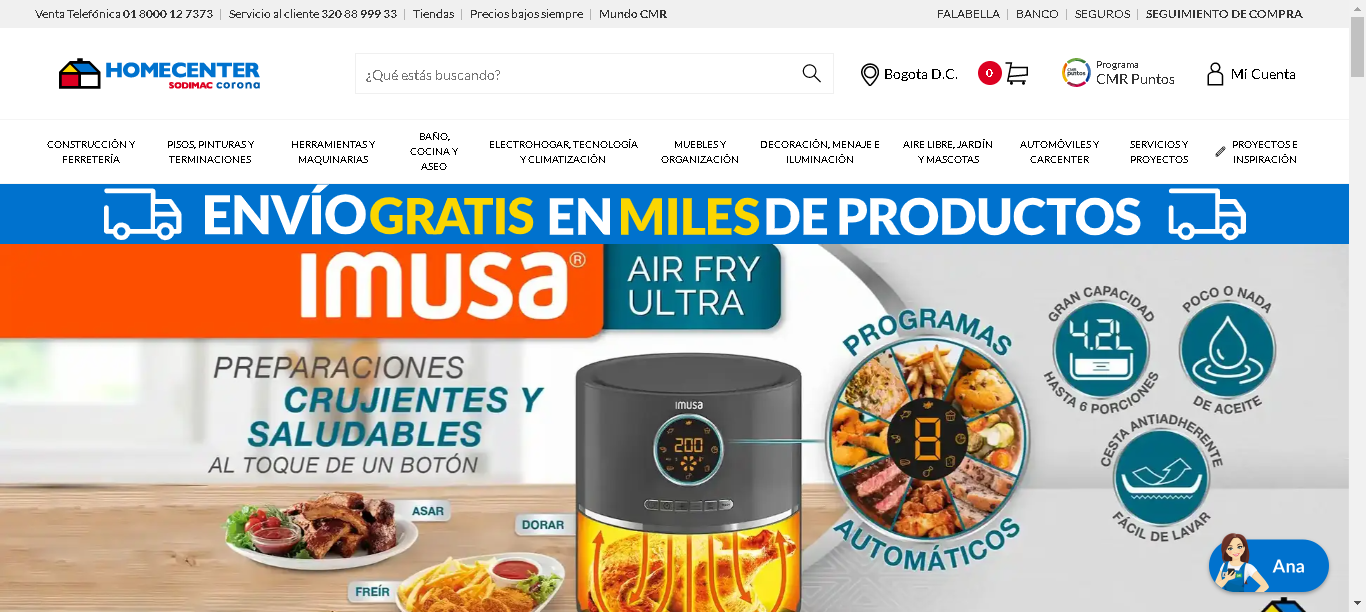 Venta Telefónica 01 8000 12 7373 | Servicio al cliente 320 88 999 33 | Tiendas | Precios bajos siempre | Mundo CMR
FALABELLA | BANCO | SEGUROS | SEGUIMIENTO DE COMPRA
HOMECENTER
SODIMAC corona
¿Qué estás buscando?
Bogota D.C.
0
CMR puntos
Programa
CMR Puntos
Mi Cuenta
CONSTRUCCIÓN Y
FERRETERÍA
PISOS, PINTURAS Y
TERMINACIONES
HERRAMIENTAS Y
MAQUINARIAS
BAÑO,
COCINA Y
ASEO
ELECTROHOGAR, TECNOLOGÍA
Y CLIMATIZACIÓN
MUEBLES Y
ORGANIZACIÓN
DECORACIÓN, MENAJE E
ILUMINACIÓN
AIRE LIBRE, JARDÍN
Y MASCOTAS
AUTOMÓVILES Y
CARCENTER
SERVICIOS Y
PROYECTOS
PROYECTOS E
INSPIRACIÓN
ENVÍO GRATIS EN MILES DE PRODUCTOS
IMUSA®
AIR FRY
ULTRA
PREPARACIONES
CRUJIENTES Y
SALUDABLES
AL TOQUE DE UN BOTÓN
ASAR
DORAR
FREÍR
IMUSA
200
PROGRAMAS
8
AUTOMÁTICOS
GRAN CAPACIDAD
4.2L
HASTA 6 PORCIONES
POCO O NADA
DE ACEITE
CESTA ANTIADHERENTE
FÁCIL DE LAVAR
Ana